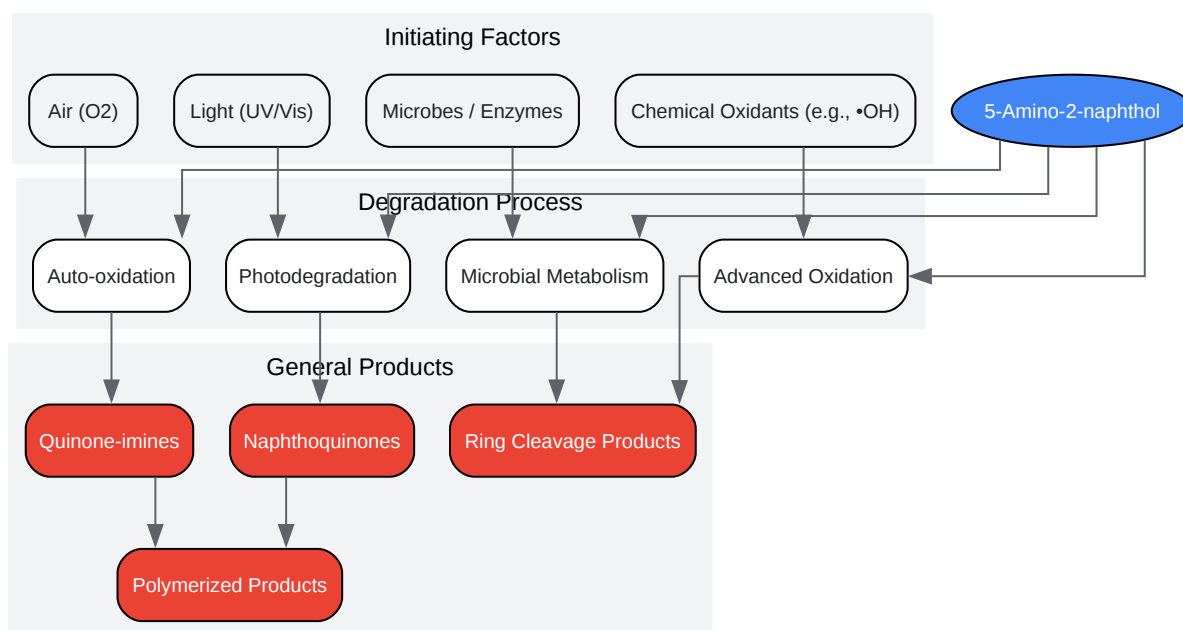 Initiating Factors
Air (O2)
Light (UV/Vis)
Microbes / Enzymes
Chemical Oxidants (e.g., •OH)
5-Amino-2-naphthol
Degradation Process
Auto-oxidation
Photodegradation
Microbial Metabolism
Advanced Oxidation
General Products
Quinone-imines
Naphthoquinones
Ring Cleavage Products
Polymerized Products